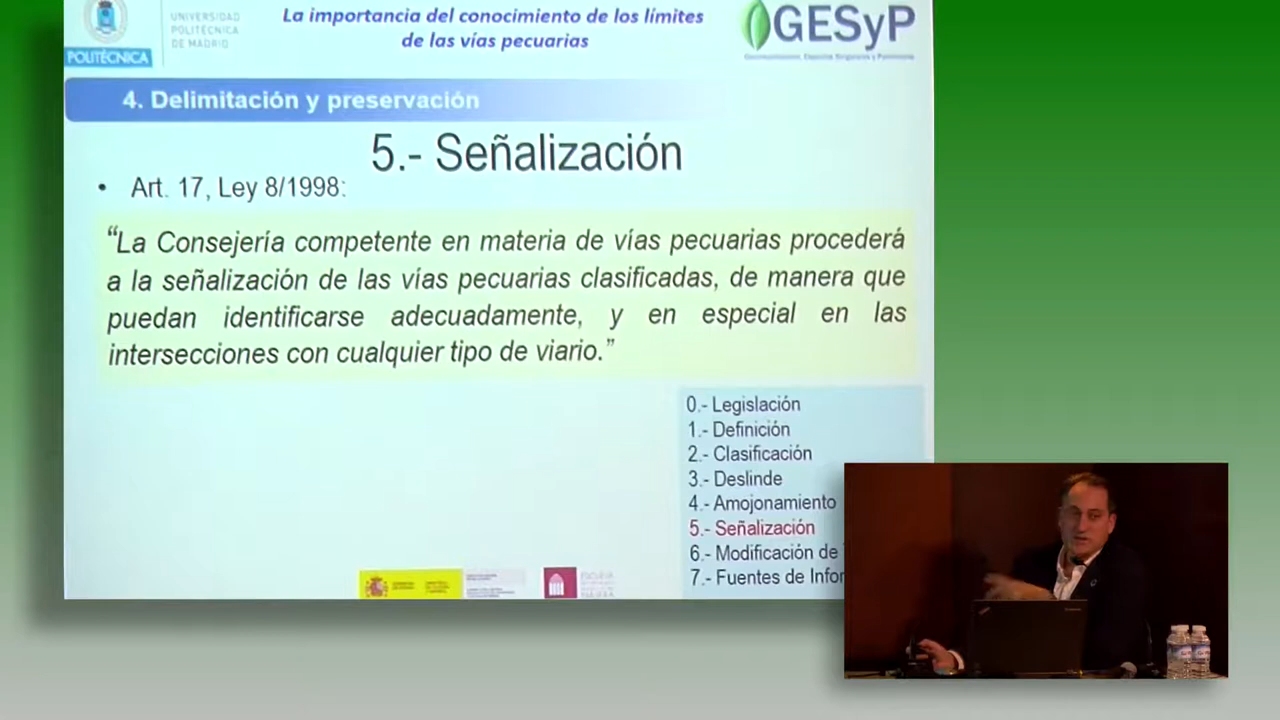 UNIVERSIDAD
POLITÉCNICA
DE MADRID
POLITÉCNICA
La importancia del conocimiento de los límites
de las vías pecuarias
GESyP
4. Delimitación y preservación
5.- Señalización
• Art. 17, Ley 8/1998:
“La Consejería competente en materia de vías pecuarias procederá
a la señalización de las vías pecuarias clasificadas, de manera que
puedan identificarse adecuadamente, y en especial en las
intersecciones con cualquier tipo de viario.”
0.- Legislación
1.- Definición
2.- Clasificación
3.- Deslinde
4.- Amojonamiento
5.- Señalización
6.- Modificación de
7.- Fuentes de Infor